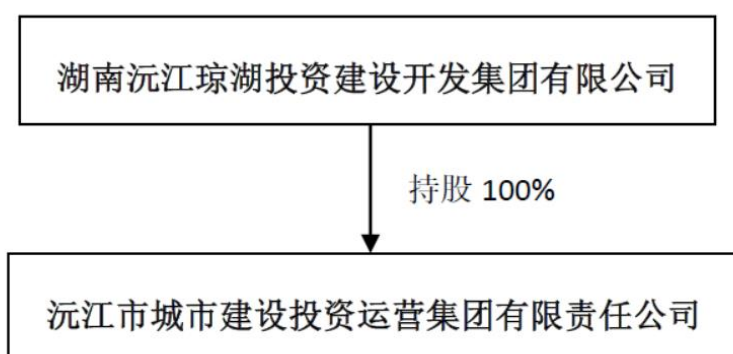 湖南沅江琼湖投资建设开发集团有限公司
持股 100%
沅江市城市建设投资运营集团有限责任公司